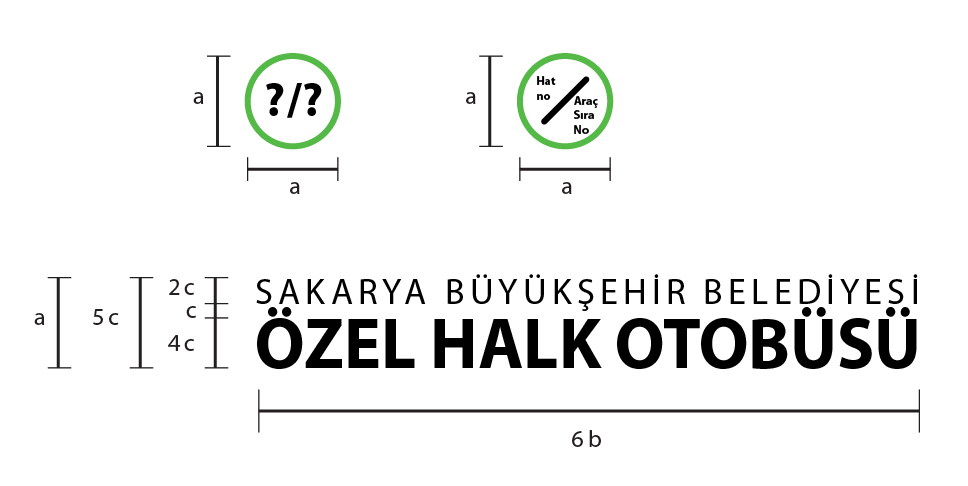 a
?/?
a
a
Hat
no
Araç
Sıra
No
a
a
5 c
2 c
c
4 c
SAKARYA BÜYÜKŞEHİR BELEDİYESİ
ÖZEL HALK OTOBÜSÜ
6 b